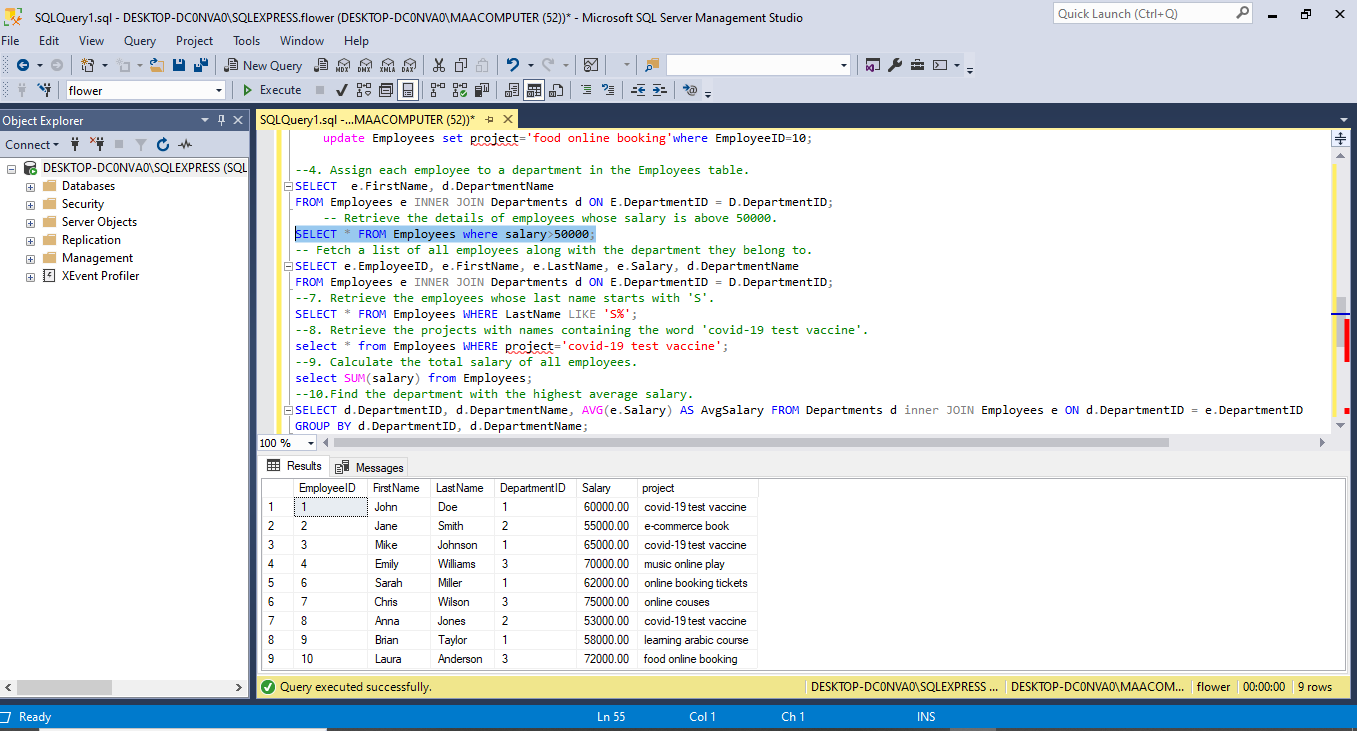 SQLQuery1.sql - DESKTOP-DC0NVA0\SQLEXPRESS.flower (DESKTOP-DC0NVA0\MAACOMPUTER (52))* - Microsoft SQL Server Management Studio
Quick Launch (Ctrl+Q)
File Edit View Query Project Tools Window Help
New Query MDX DMX XMLA DAX
flower Execute
Object Explorer
SQLQuery1.sql -...MAACOMPUTER (52))*
Connect
DESKTOP-DC0NVA0\SQLEXPRESS (SQL
Databases
Security
Server Objects
Replication
Management
XEvent Profiler
update Employees set project='food online booking'where EmployeeID=10;
--4. Assign each employee to a department in the Employees table.
SELECT  e.FirstName, d.DepartmentName
FROM Employees e INNER JOIN Departments d ON E.DepartmentID = D.DepartmentID;
-- Retrieve the details of employees whose salary is above 50000.
SELECT * FROM Employees where salary>50000;
-- Fetch a list of all employees along with the department they belong to.
SELECT e.EmployeeID, e.FirstName, e.LastName, e.Salary, d.DepartmentName
FROM Employees e INNER JOIN Departments d ON E.DepartmentID = D.DepartmentID;
--7. Retrieve the employees whose last name starts with 'S'.
SELECT * FROM Employees WHERE LastName LIKE 'S%';
--8. Retrieve the projects with names containing the word 'covid-19 test vaccine'.
select * from Employees WHERE project='covid-19 test vaccine';
--9. Calculate the total salary of all employees.
select SUM(salary) from Employees;
--10.Find the department with the highest average salary.
SELECT d.DepartmentID, d.DepartmentName, AVG(e.Salary) AS AvgSalary FROM Departments d inner JOIN Employees e ON d.DepartmentID = e.DepartmentID
GROUP BY d.DepartmentID, d.DepartmentName;
100 %
Results Messages
EmployeeID FirstName LastName DepartmentID Salary project
1 1 John Doe 1 60000.00 covid-19 test vaccine
2 2 Jane Smith 2 55000.00 e-commerce book
3 3 Mike Johnson 1 65000.00 covid-19 test vaccine
4 4 Emily Williams 3 70000.00 music online play
5 6 Sarah Miller 1 62000.00 online booking tickets
6 7 Chris Wilson 3 75000.00 online couses
7 8 Anna Jones 2 53000.00 covid-19 test vaccine
8 9 Brian Taylor 1 58000.00 learning arabic course
9 10 Laura Anderson 3 72000.00 food online booking
Query executed successfully. DESKTOP-DC0NVA0\SQLEXPRESS ... DESKTOP-DC0NVA0\MAACOM... flower 00:00:00 9 rows
Ready Ln 55 Col 1 Ch 1 INS